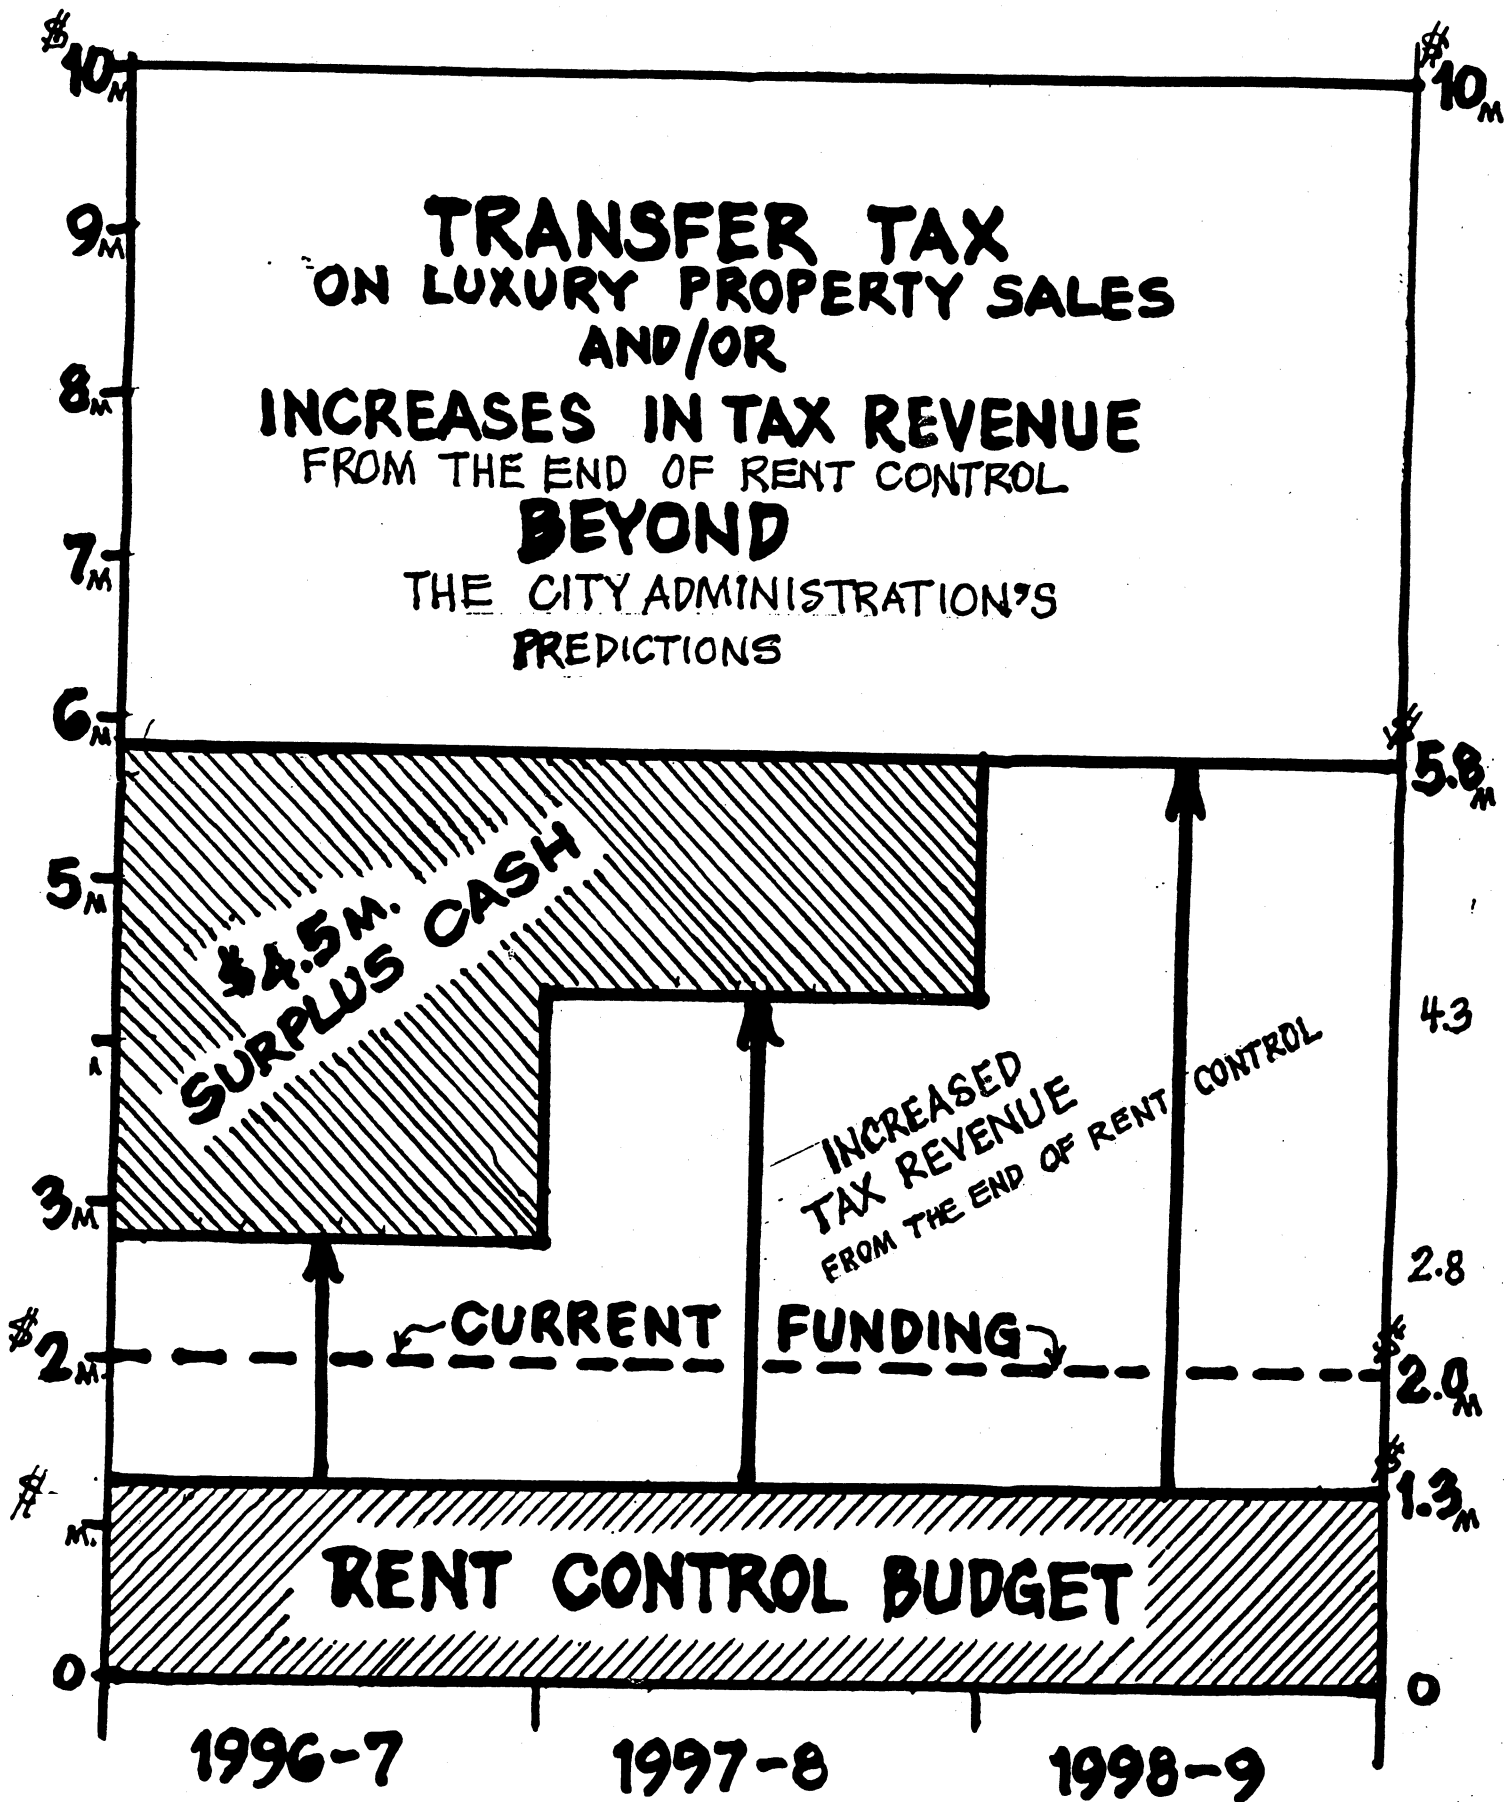 $
10M
$
10M
9M
8M
7M
6M
5M
3M
$
2M
$
M.
0
TRANSFER TAX
ON LUXURY PROPERTY SALES
AND/OR
INCREASES IN TAX REVENUE
FROM THE END OF RENT CONTROL
BEYOND
THE CITY ADMINISTRATION'S
PREDICTIONS
$
5.8M
$4.5M.
SURPLUS CASH
4.3
INCREASED
TAX REVENUE
FROM THE END OF RENT CONTROL
2.8
CURRENT FUNDING
$
2.0M
$
1.3M
RENT CONTROL BUDGET
0
1996-7
1997-8
1998-9